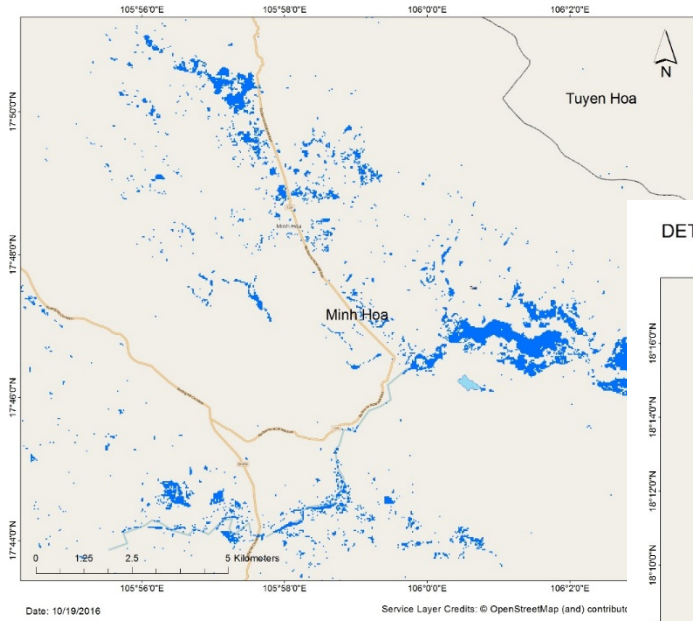 105°56'0"E 105°58'0"E 106°0'0"E 106°2'0"E
17°50'0"N
N
Tuyen Hoa
17°48'0"N
Minh Hoa
DET
Minh Hoa
18°16'0"N
17°46'0"N
18°14'0"N
18°12'0"N
17°44'0"N
18°10'0"N
0 1.25 2.5 5 Kilometers
105°56'0"E 105°58'0"E 106°0'0"E 106°2'0"E
Date: 10/19/2016
Service Layer Credits: © OpenStreetMap (and) contributo